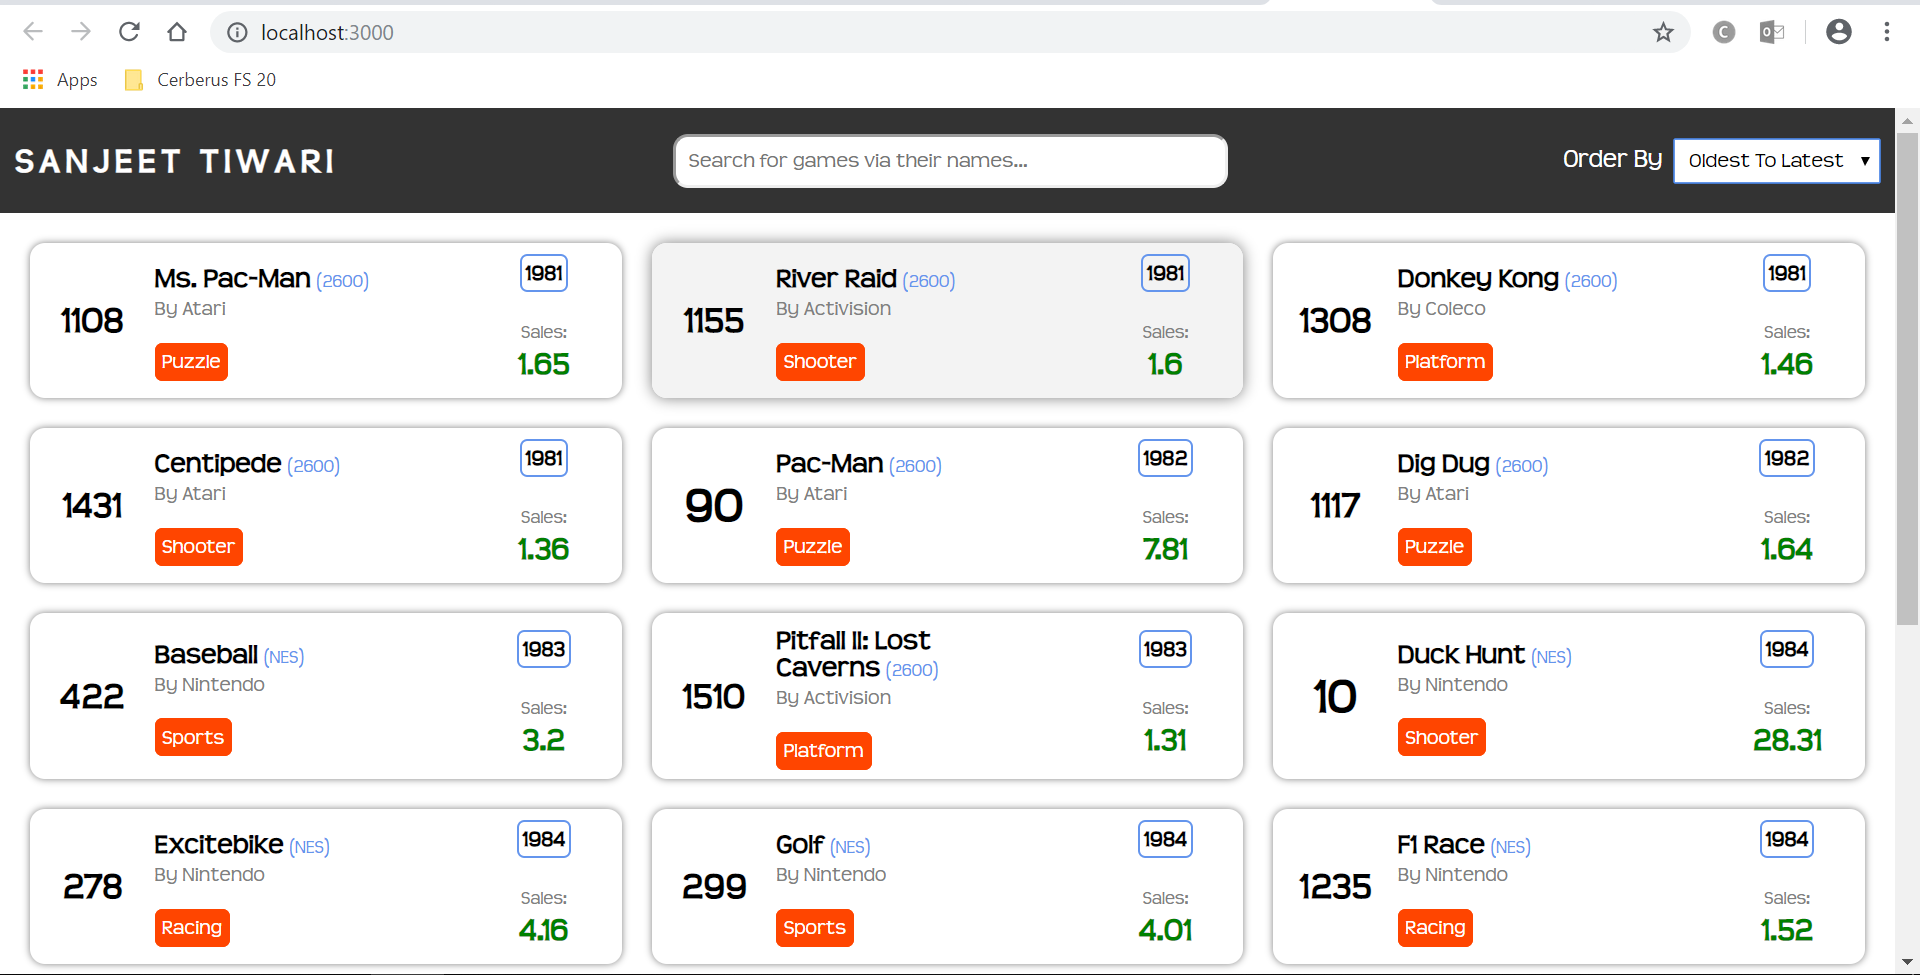 localhost:3000
Apps
Cerberus FS 20
SANJEET TIWARI
Search for games via their names...
Order By
Oldest To Latest
1108
Ms. Pac-Man (2600)
By Atari
Puzzle
1981
Sales:
1.65
1155
River Raid (2600)
By Activision
Shooter
1981
Sales:
1.6
1308
Donkey Kong (2600)
By Coleco
Platform
1981
Sales:
1.46
1431
Centipede (2600)
By Atari
Shooter
1981
Sales:
1.36
90
Pac-Man (2600)
By Atari
Puzzle
1982
Sales:
7.81
1117
Dig Dug (2600)
By Atari
Puzzle
1982
Sales:
1.64
422
Baseball (NES)
By Nintendo
Sports
1983
Sales:
3.2
1510
Pitfall II: Lost
Caverns (2600)
By Activision
Platform
1983
Sales:
1.31
10
Duck Hunt (NES)
By Nintendo
Shooter
1984
Sales:
28.31
278
Excitebike (NES)
By Nintendo
Racing
1984
Sales:
4.16
299
Golf (NES)
By Nintendo
Sports
1984
Sales:
4.01
1235
F1 Race (NES)
By Nintendo
Racing
1984
Sales:
1.52